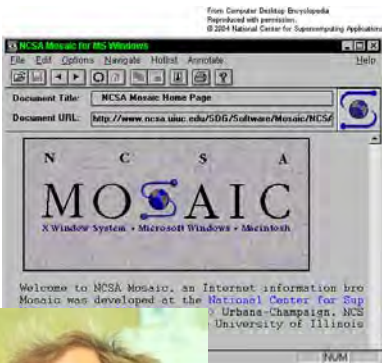 From Computer Desktop Encyclopedia
Reproduced with permission.
© 2004 National Center for Supercomputing Applications
NCSA Mosaic for MS Windows
File Edit Options Navigate Hotlist Annotate Help
Document Title: NCSA Mosaic Home Page
Document URL: http://www.ncsa.uiuc.edu/SDG/Software/Mosaic/NCSA
N C S A
MOSAIC
X Window System • Microsoft Windows • Macintosh
Welcome to NCSA Mosaic, an Internet information bro
Mosaic was developed at the National Center for Sup
Urbana-Champaign. NCS
University of Illinois
NUM